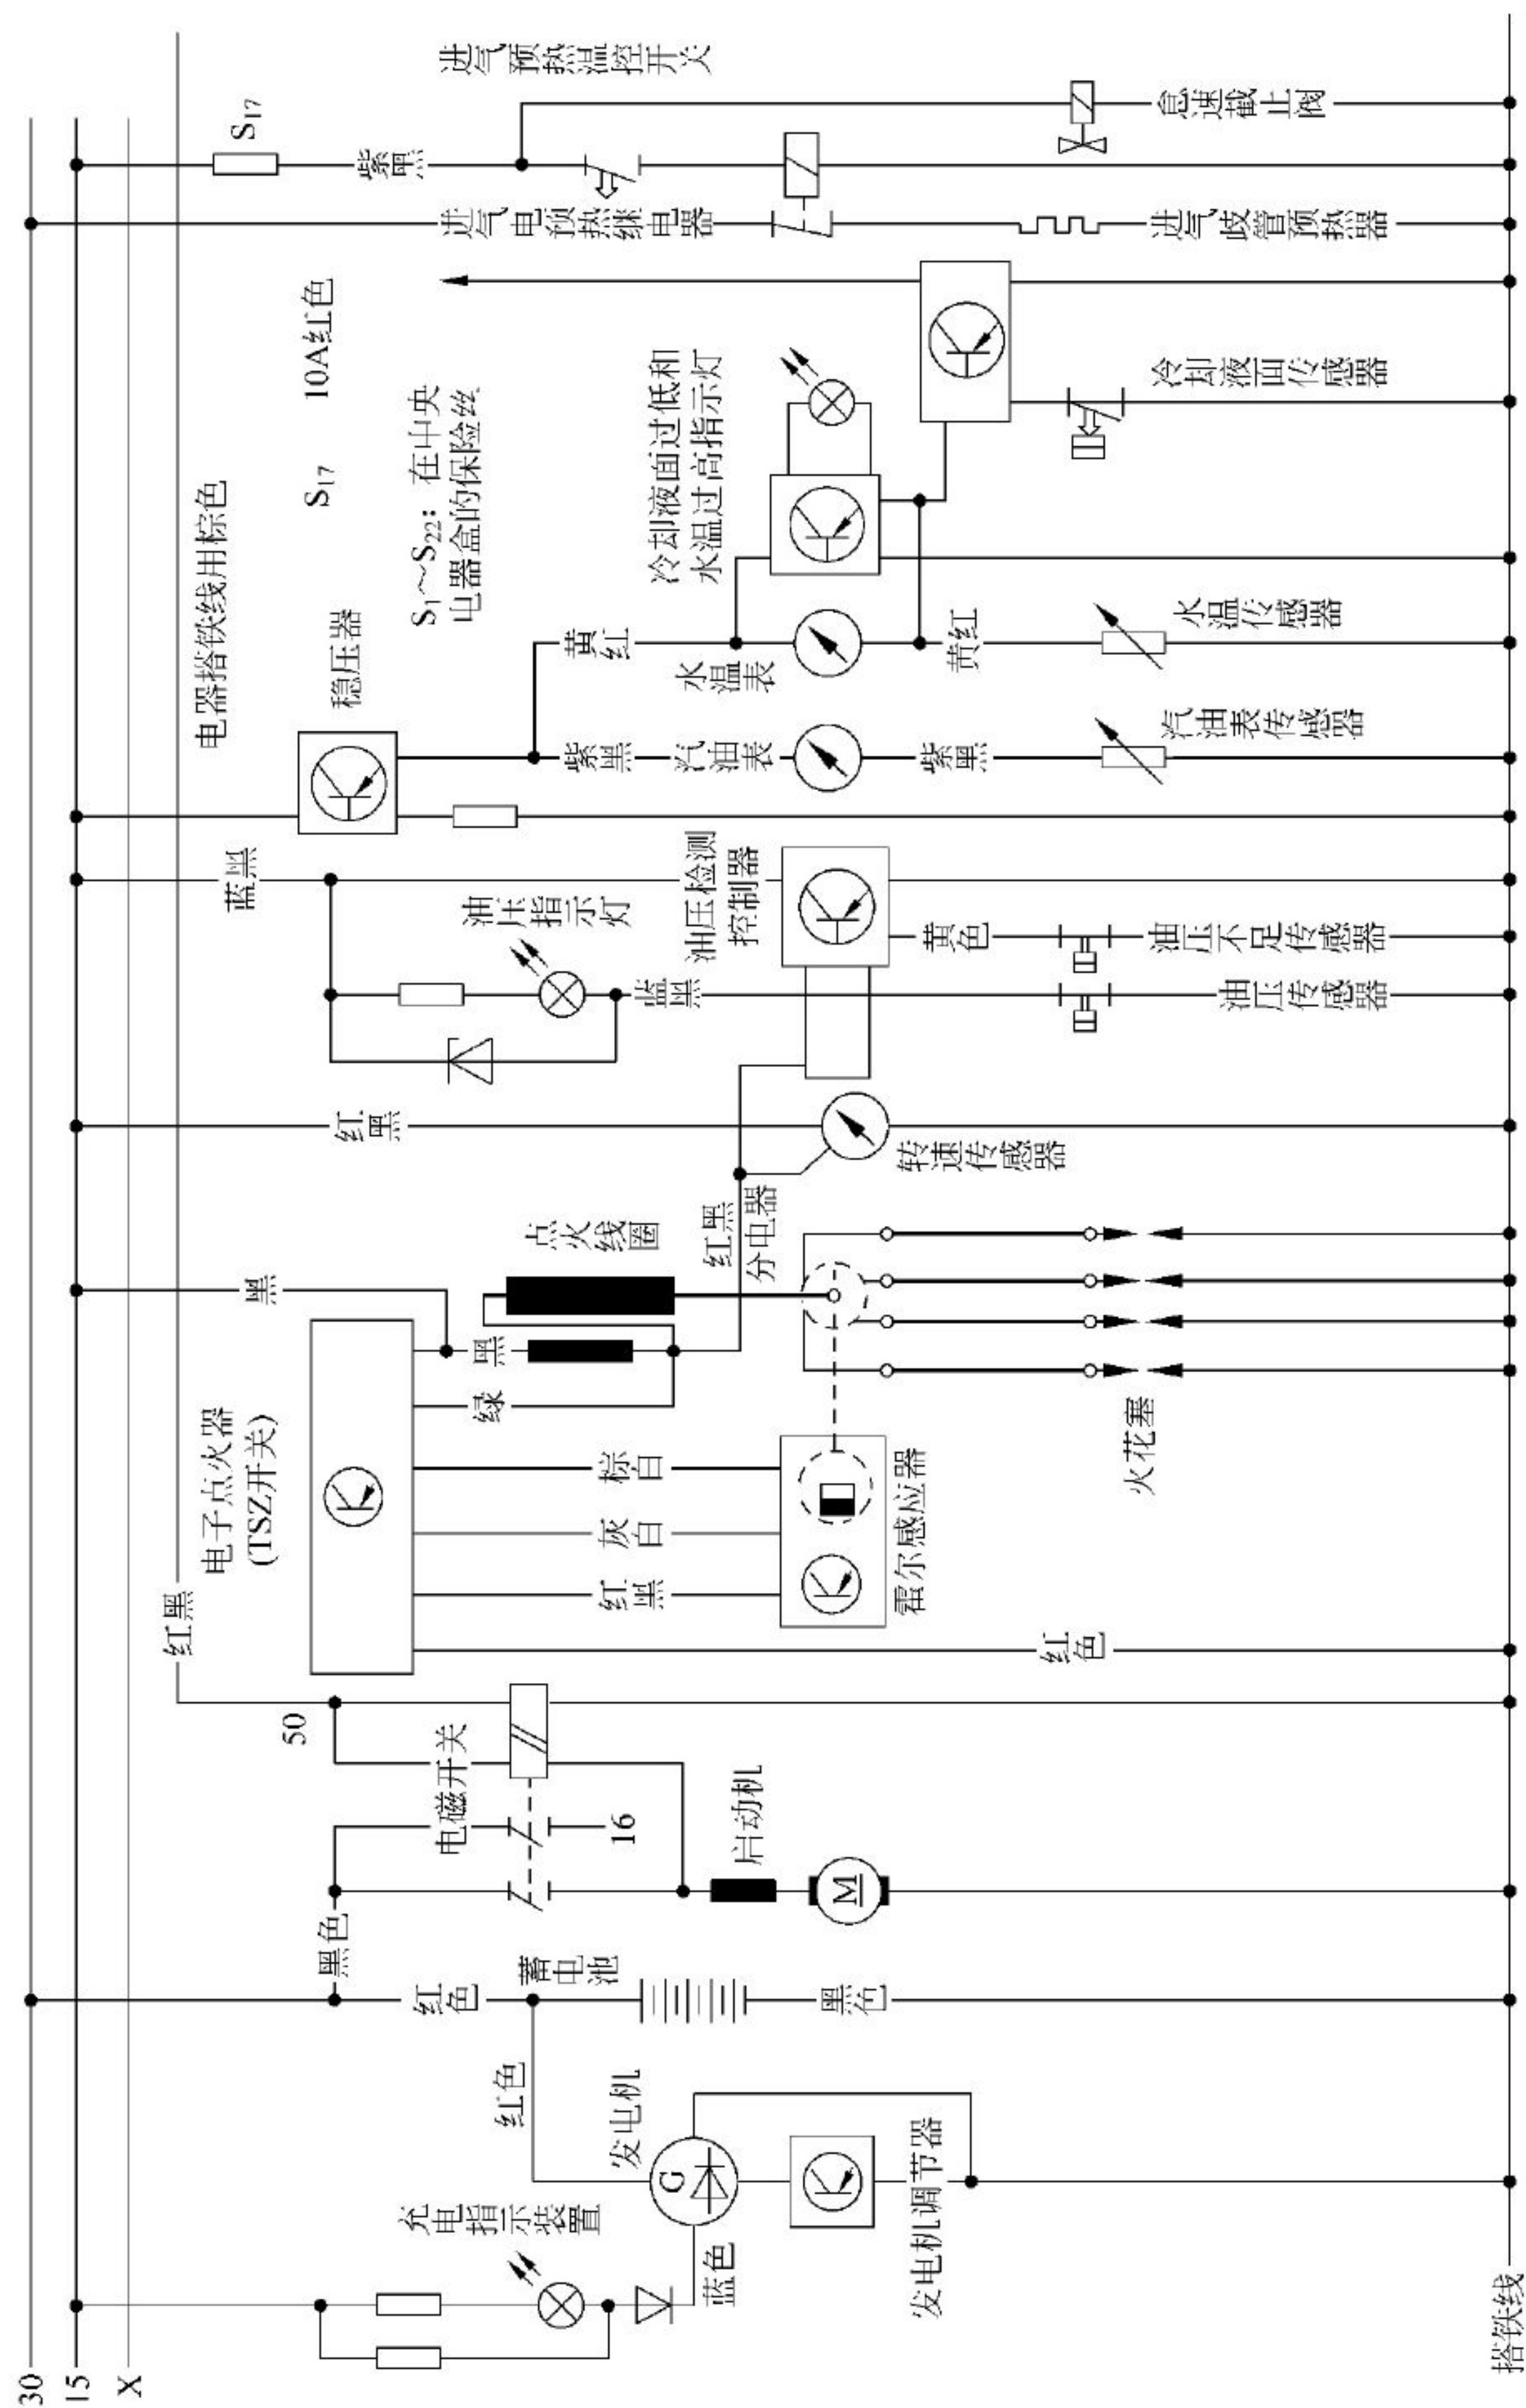 30
15
X
搭铁线
充电指示装置
蓝色
发电机
G
发电机调节器
红色
蓄电池
红色
黑色
黑色
电磁开关
16
50
启动机
M
红黑
电子点火器
(TSZ开关)
红黑
灰白
棕白
绿
黑
黑
红色
霍尔感应器
点火线圈
红黑
分电器
火花塞
红黑
转速传感器
蓝黑
油压指示灯
蓝黑
油压检测
控制器
黄色
油压传感器
油压不足传感器
电器搭铁线用棕色
稳压器
紫黑
汽油表
紫黑
汽油表传感器
黄红
水温表
黄红
水温传感器
S17 10A红色
S1~S22：在中央
电器盒的保险丝
冷却液面过低和
水温过高指示灯
冷却液面传感器
进气电预热继电器
进气歧管预热器
S17
紫黑
进气预热温控开关
怠速截止阀